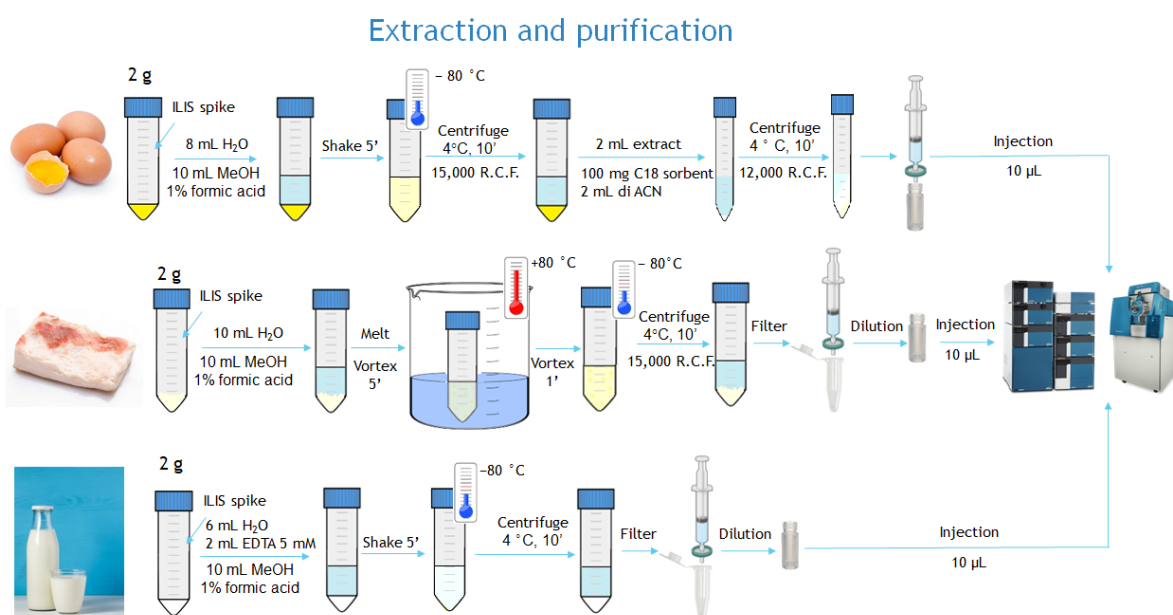 Extraction and purification
2 g
ILIS spike
8 mL H₂O
10 mL MeOH
1% formic acid
Shake 5’
– 80 ˚C
Centrifuge
4°C, 10’
15,000 R.C.F.
2 mL extract
100 mg C18 sorbent
2 mL di ACN
Centrifuge
4 ˚ C, 10’
12,000 R.C.F.
Injection
10 µL
2 g
ILIS spike
10 mL H₂O
10 mL MeOH
1% formic acid
Melt
Vortex
5’
+80 ˚C
Vortex
1’
– 80°C
Centrifuge
4°C, 10’
15,000 R.C.F.
Filter
Dilution
Injection
10 µL
2 g
ILIS spike
6 mL H₂O
2 mL EDTA 5 mM
10 mL MeOH
1% formic acid
Shake 5’
–80 ˚C
Centrifuge
4 ˚C, 10’
Filter
Dilution
Injection
10 µL